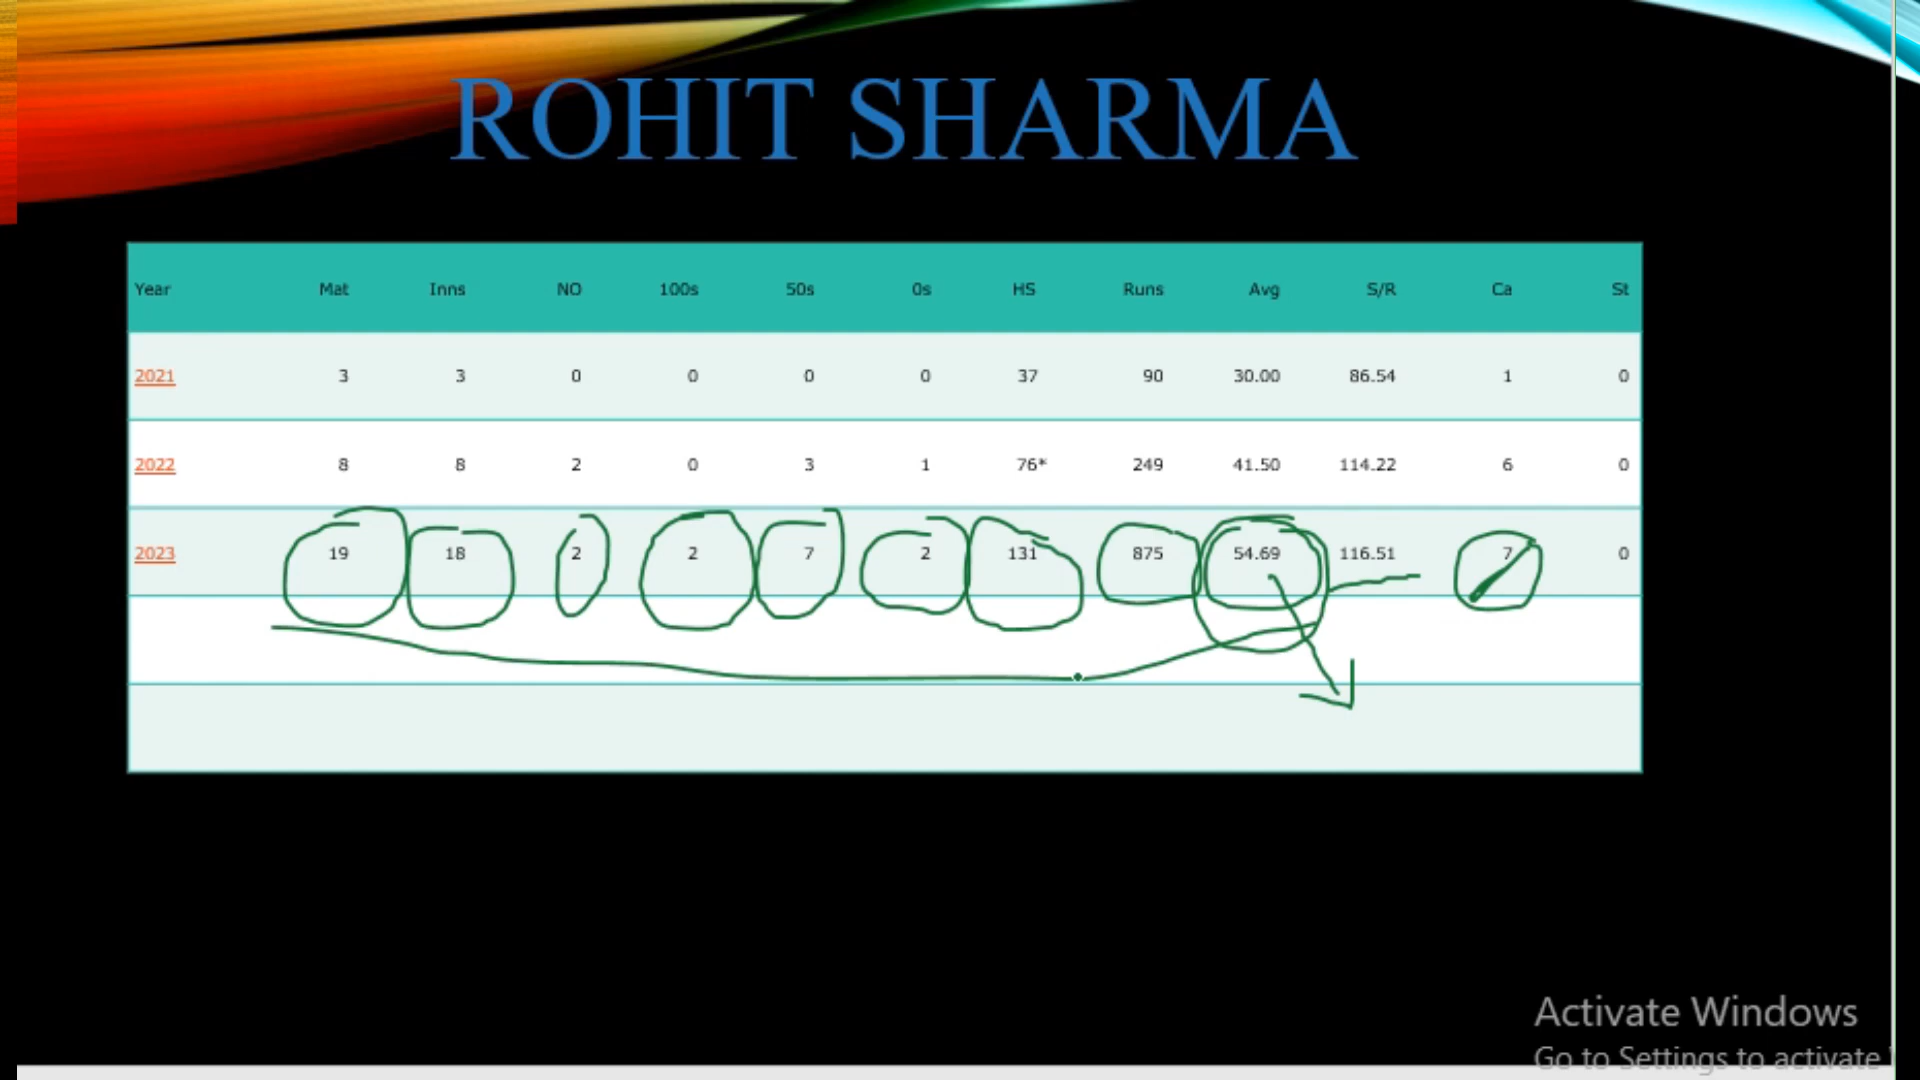 ROHIT SHARMA
Year Mat Inns NO 100s 50s 0s HS Runs Avg S/R Ca St
2021 3 3 0 0 0 0 37 90 30.00 86.54 1 0
2022 8 8 2 0 3 1 76* 249 41.50 114.22 6 0
2023 19 18 2 2 7 2 131 875 54.69 116.51 7 0
Activate Windows
Go to Settings to activate